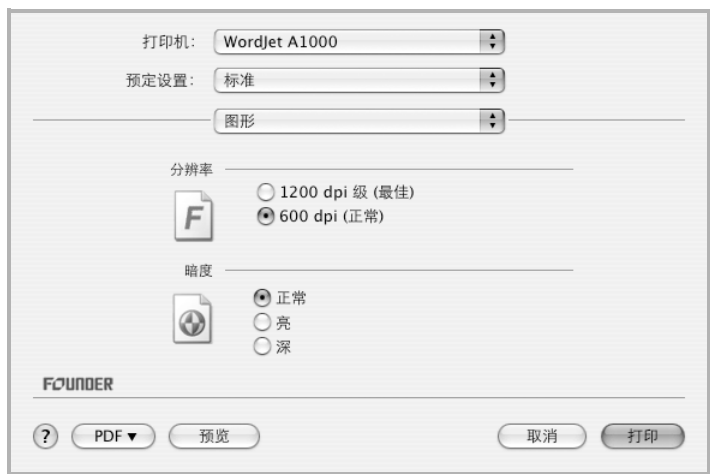 打印机: WordJet A1000
预定设置: 标准
图形
分辨率
1200 dpi 级 (最佳)
F
600 dpi (正常)
暗度
正常
亮
深
FOUNDER
? PDF▼ 预览 取消 打印